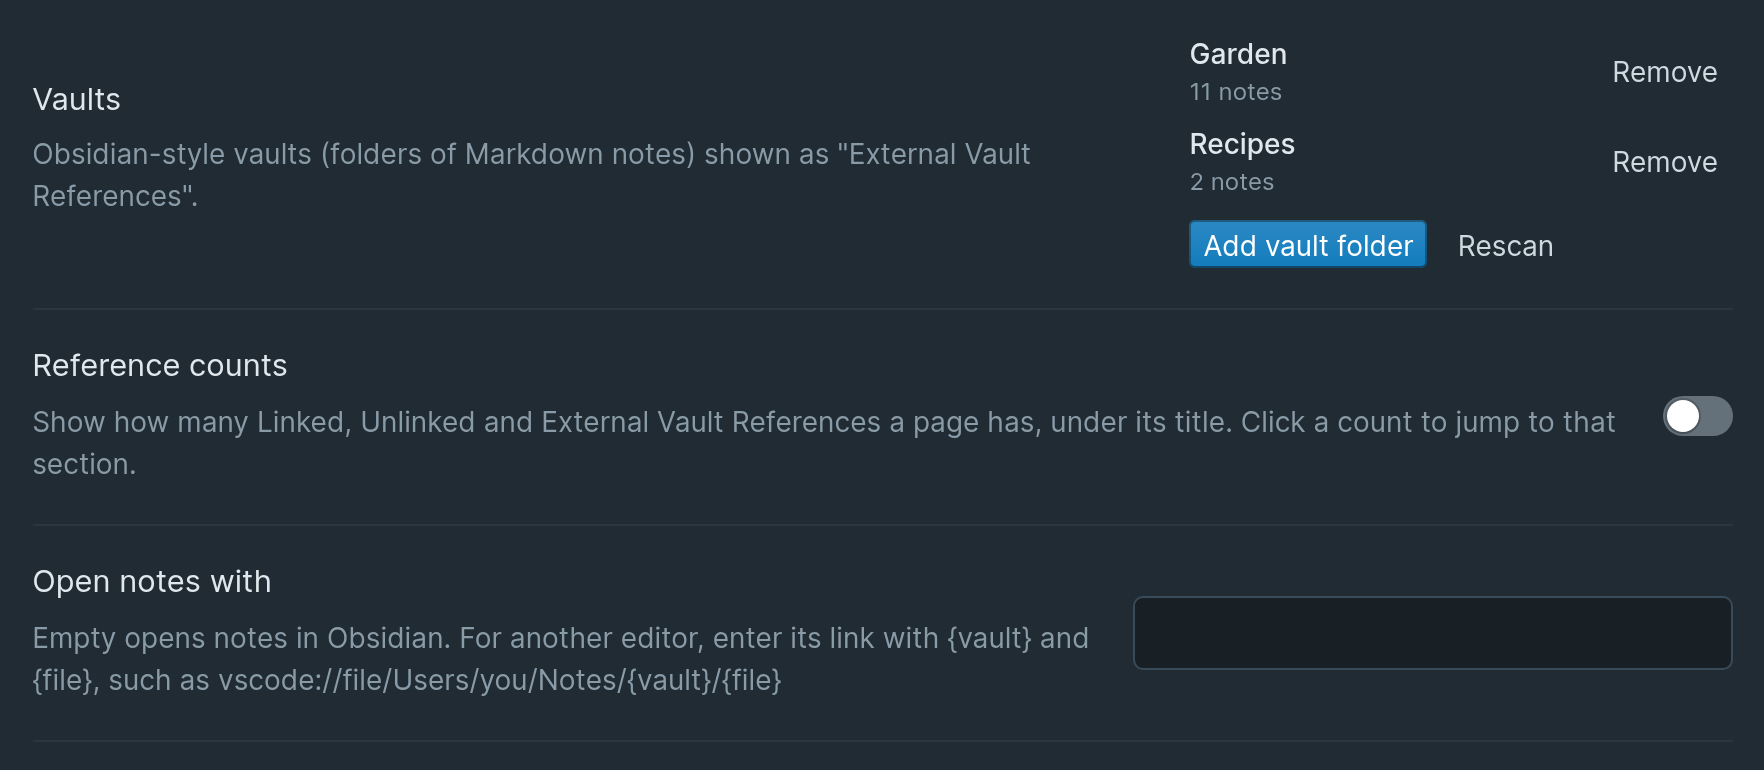 Vaults
Obsidian-style vaults (folders of Markdown notes) shown as "External Vault
References".
Garden
11 notes
Remove
Recipes
2 notes
Remove
Add vault folder
Rescan
Reference counts
Show how many Linked, Unlinked and External Vault References a page has, under its title. Click a count to jump to that
section.
Open notes with
Empty opens notes in Obsidian. For another editor, enter its link with {vault} and
{file}, such as vscode://file/Users/you/Notes/{vault}/{file}